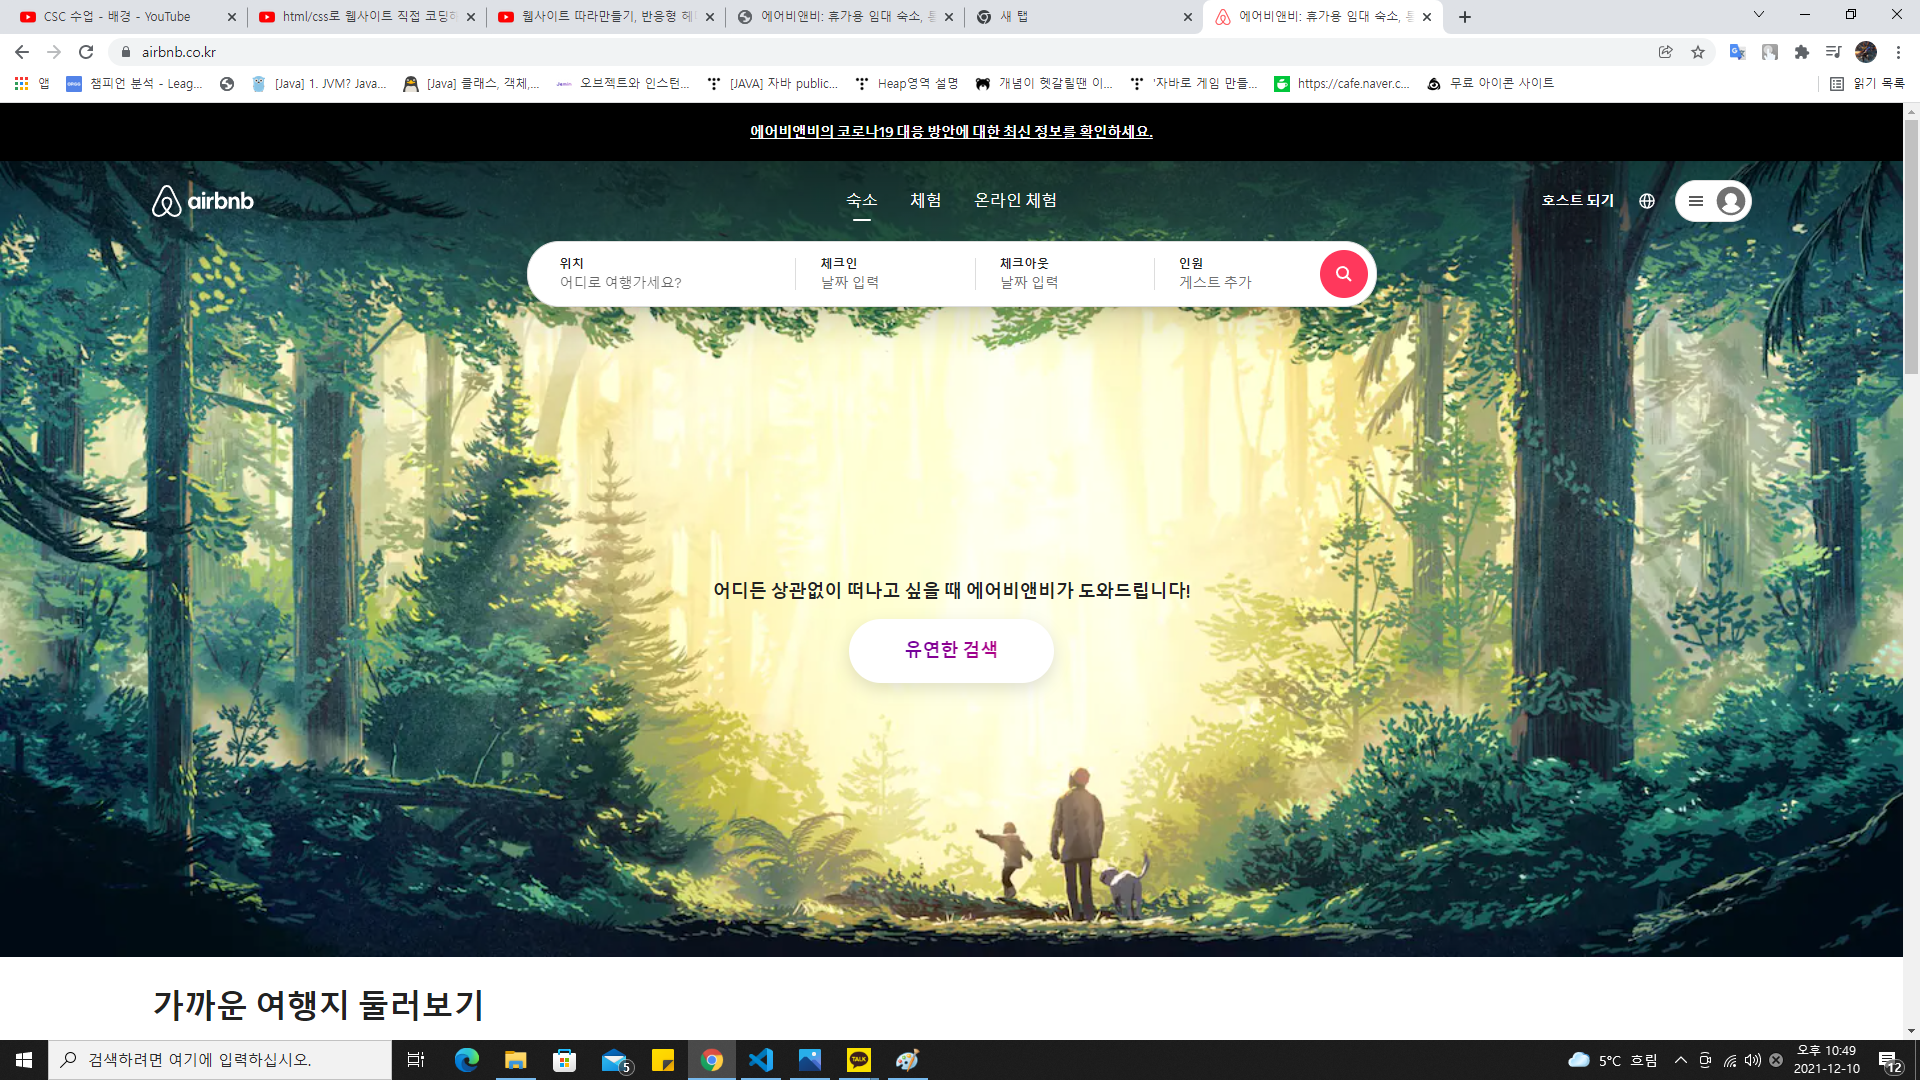 CSC 수업 - 배경 - YouTube
html/css로 웹사이트 직접 코딩하
웹사이트 따라만들기, 반응형 헤
에어비앤비: 휴가용 임대 숙소,
새 탭
에어비앤비: 휴가용 임대 숙소,
airbnb.co.kr
앱
챔피언 분석 - Leag...
[Java] 1. JVM? Java...
[Java] 클래스, 객체,...
오브젝트와 인스턴...
[JAVA] 자바 public...
Heap영역 설명
개념이 헷갈릴땐 이...
'자바로 게임 만들...
https://cafe.naver.c...
무료 아이콘 사이트
읽기 목록
에어비앤비의 코로나19 대응 방안에 대한 최신 정보를 확인하세요.
airbnb
숙소
체험
온라인 체험
호스트 되기
위치
어디로 여행가세요?
체크인
날짜 입력
체크아웃
날짜 입력
인원
게스트 추가
어디든 상관없이 떠나고 싶을 때 에어비앤비가 도와드립니다!
유연한 검색
가까운 여행지 둘러보기
검색하려면 여기에 입력하십시오.
5
TALK
5°C 흐림
오후 10:49
2021-12-10
12